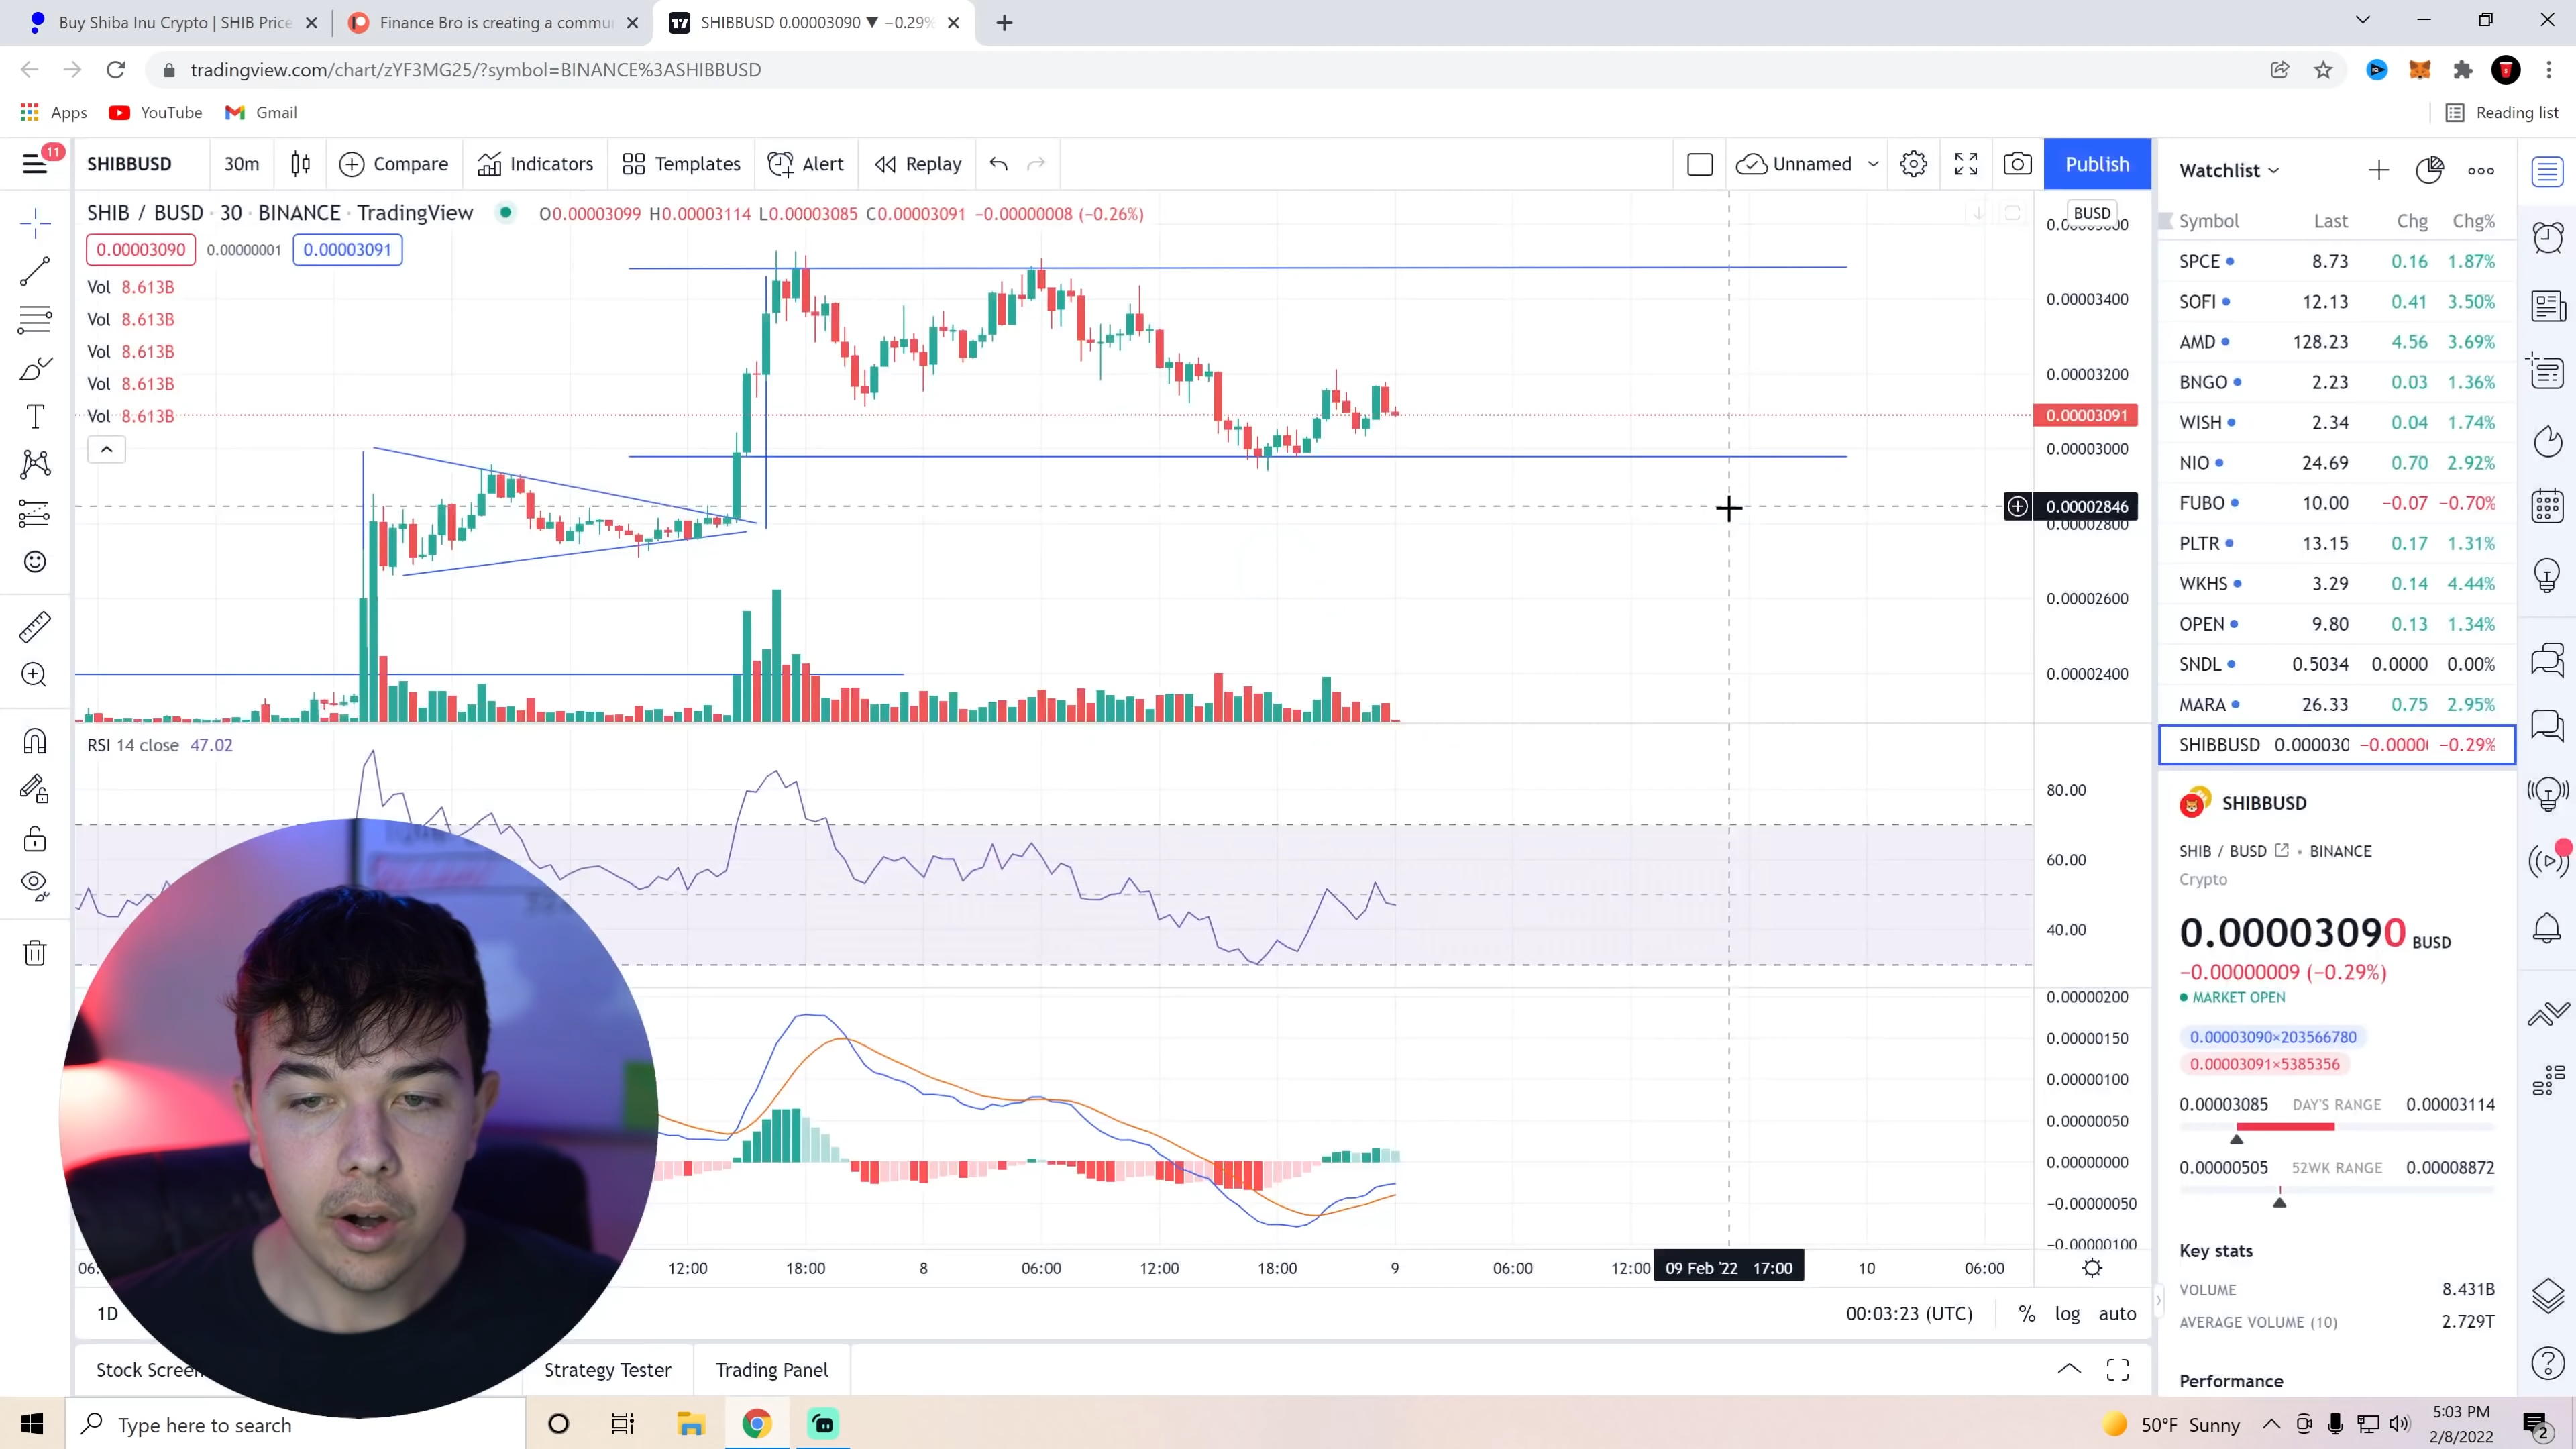 Buy Shiba Inu Crypto | SHIB Price
Finance Bro is creating a commu
SHIBBUSD 0.00003090 ▼ −0.29%
tradingview.com/chart/zYF3MG25/?symbol=BINANCE%3ASHIBBUSD
Apps YouTube Gmail Reading list
11 SHIBBUSD 30m Compare Indicators Templates Alert Replay Unnamed Publish
SHIB / BUSD · 30 · BINANCE · TradingView O0.00003099 H0.00003114 L0.00003085 C0.00003091 −0.00000008 (−0.26%)
0.00003090 0.00000001 0.00003091
Vol 8.613B
Vol 8.613B
Vol 8.613B
Vol 8.613B
Vol 8.613B
BUSD
0.00003400
0.00003200
0.00003091
0.00003000
0.00002846
0.00002800
0.00002600
0.00002400
RSI 14 close 47.02
80.00
60.00
40.00
0.00000200
0.00000150
0.00000100
0.00000050
0.00000000
−0.00000050
−0.00000100
12:00 18:00 8 06:00 12:00 18:00 9 06:00 12:00 09 Feb '22 17:00 10 06:00
1D 00:03:23 (UTC) % log auto
Stock Screen Strategy Tester Trading Panel
Watchlist
Symbol Last Chg Chg%
SPCE 8.73 0.16 1.87%
SOFI 12.13 0.41 3.50%
AMD 128.23 4.56 3.69%
BNGO 2.23 0.03 1.36%
WISH 2.34 0.04 1.74%
NIO 24.69 0.70 2.92%
FUBO 10.00 −0.07 −0.70%
PLTR 13.15 0.17 1.31%
WKHS 3.29 0.14 4.44%
OPEN 9.80 0.13 1.34%
SNDL 0.5034 0.0000 0.00%
MARA 26.33 0.75 2.95%
SHIBBUSD 0.000030 −0.0000 −0.29%
SHIBBUSD
SHIB / BUSD • BINANCE
Crypto
0.00003090 BUSD
−0.00000009 (−0.29%)
MARKET OPEN
0.00003090×203566780
0.00003091×5385356
0.00003085 DAY'S RANGE 0.00003114
0.00000505 52WK RANGE 0.00008872
Key stats
VOLUME 8.431B
AVERAGE VOLUME (10) 2.729T
Performance
Type here to search
50°F Sunny
5:03 PM
2/8/2022
2